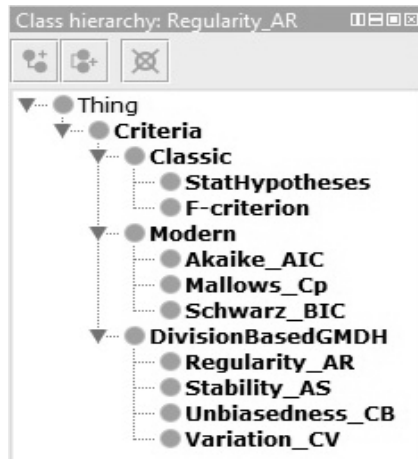 Class hierarchy: Regularity_AR
Thing
Criteria
Classic
StatHypotheses
F-criterion
Modern
Akaike_AIC
Mallows_Cp
Schwarz_BIC
DivisionBasedGMDH
Regularity_AR
Stability_AS
Unbiasedness_CB
Variation_CV